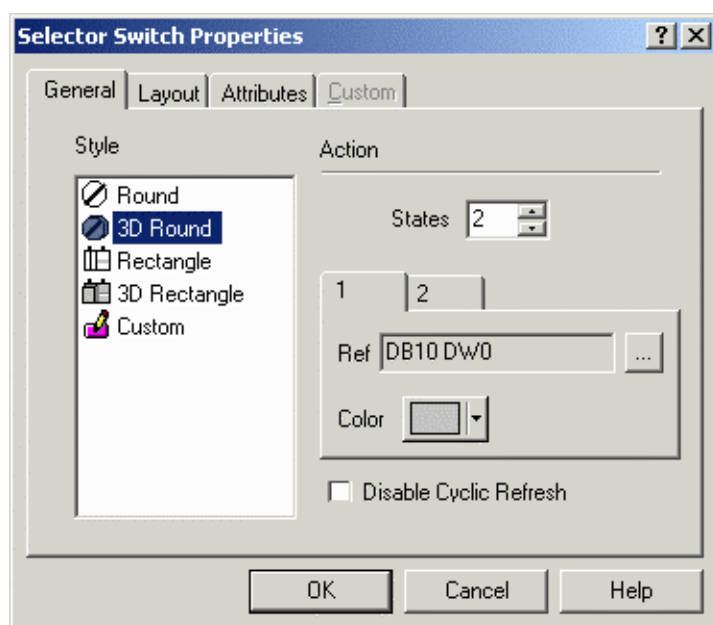 Selector Switch Properties
General Layout Attributes Custom
Style
Round
3D Round
Rectangle
3D Rectangle
Custom
Action
States 2
1 2
Ref DB10 DW0 ...
Color
Disable Cyclic Refresh
OK Cancel Help